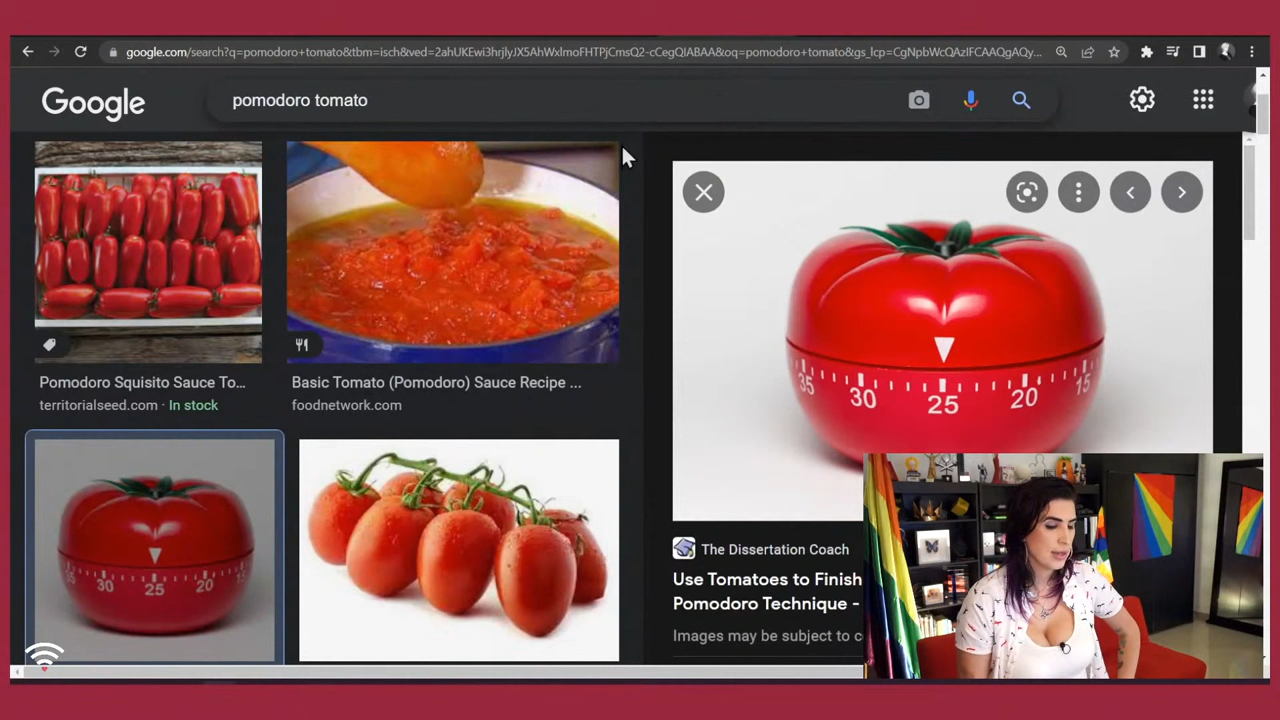 google.com/search?q=pomodoro+tomato&tbm=isch&ved=2ahUKEwi3hrjlyJX5AhWxlmoFHTPjCmsQ2-cCegQIABAA&oq=pomodoro+tomato&gs_lcp=CgNpbWcQAzIFCAAQgAQy...
Google
pomodoro tomato
Pomodoro Squisito Sauce To...
territorialseed.com · In stock
Basic Tomato (Pomodoro) Sauce Recipe ...
foodnetwork.com
35 30 25 20 15
35 30 25 20 15
The Dissertation Coach
Use Tomatoes to Finish
Pomodoro Technique -
Images may be subject to c